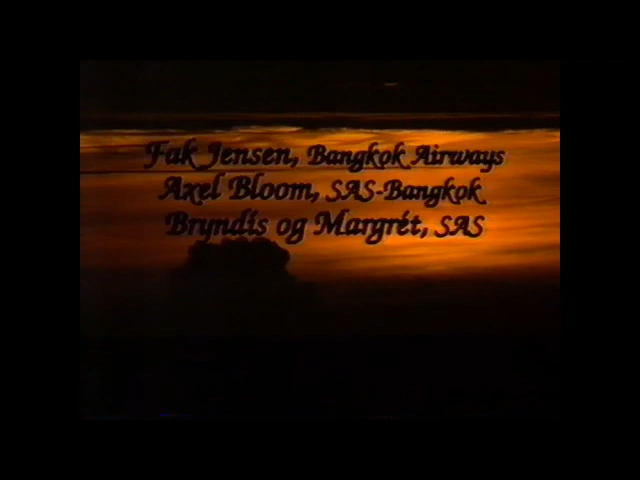 Fak Jensen, Bangkok Airways
Axel Bloom, SAS-Bangkok
Bryndís og Margrét, SAS